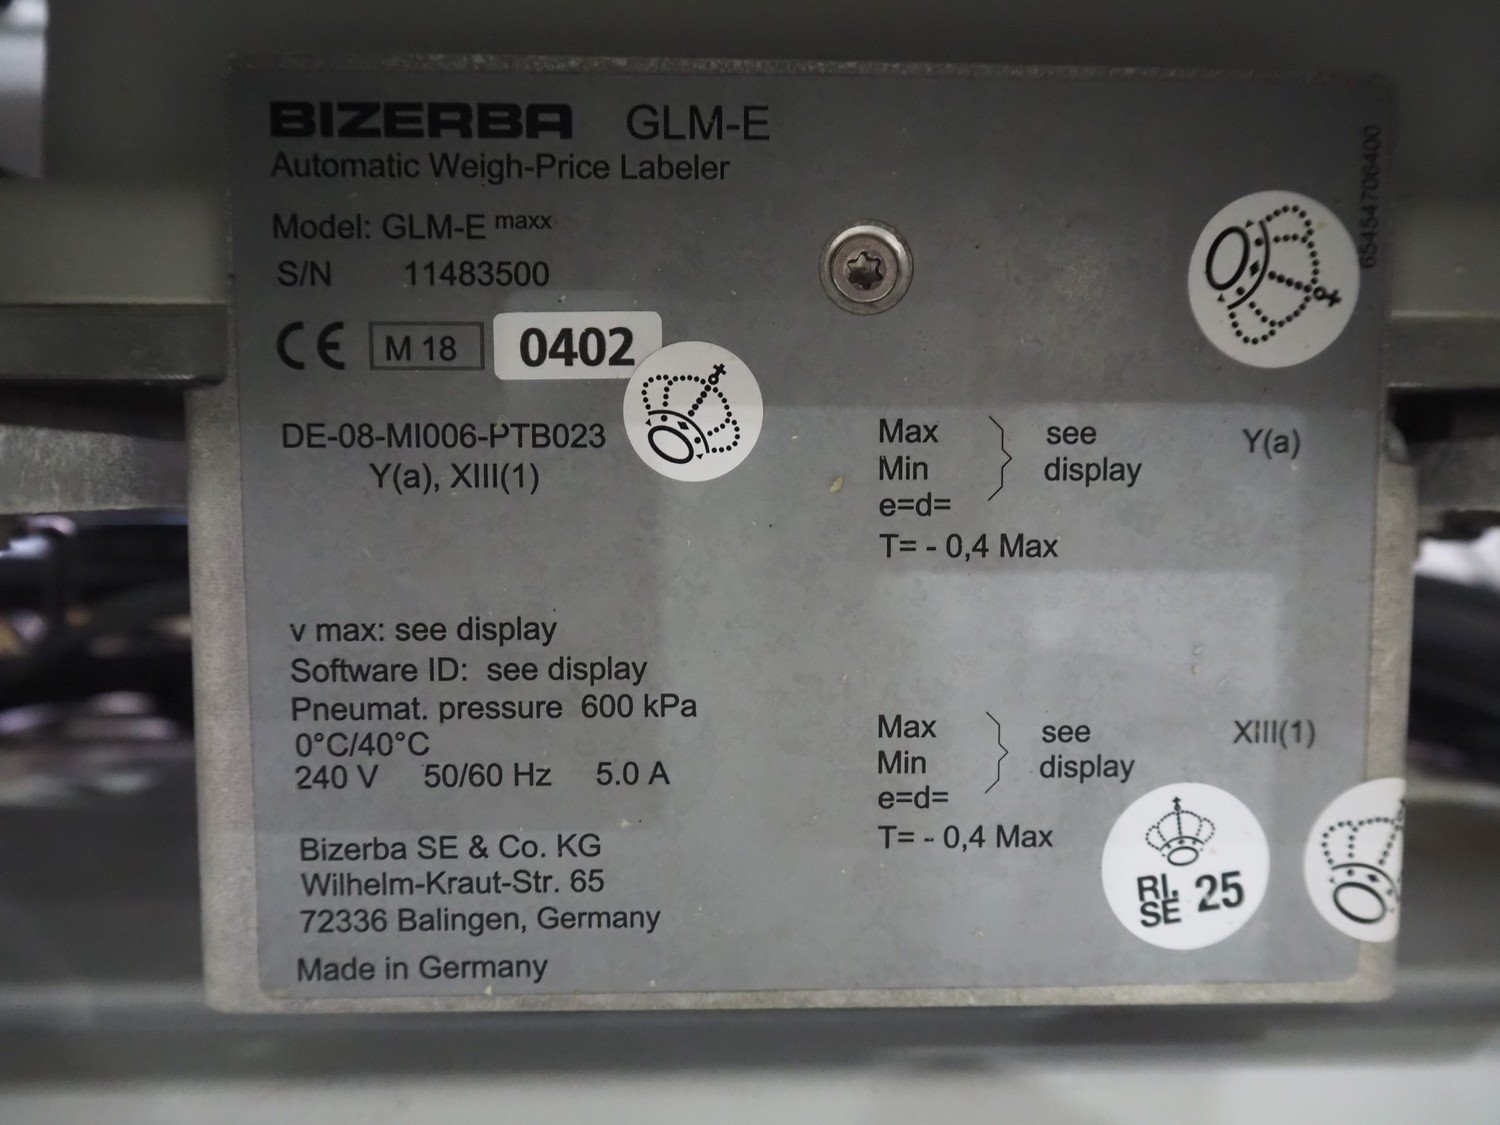 BIZERBA GLM-E
Automatic Weigh-Price Labeler
Model: GLM-E maxx
S/N 11483500
CE M 18 0402
DE-08-MI006-PTB023
Y(a), XIII(1)
v max: see display
Software ID: see display
Pneumat. pressure 600 kPa
0°C/40°C
240 V 50/60 Hz 5.0 A
Bizerba SE & Co. KG
Wilhelm-Kraut-Str. 65
72336 Balingen, Germany
Made in Germany
65454706400
Max see Y(a)
Min display
e=d=
T= - 0,4 Max
Max see XIII(1)
Min display
e=d=
T= - 0,4 Max
RI. 25
SE